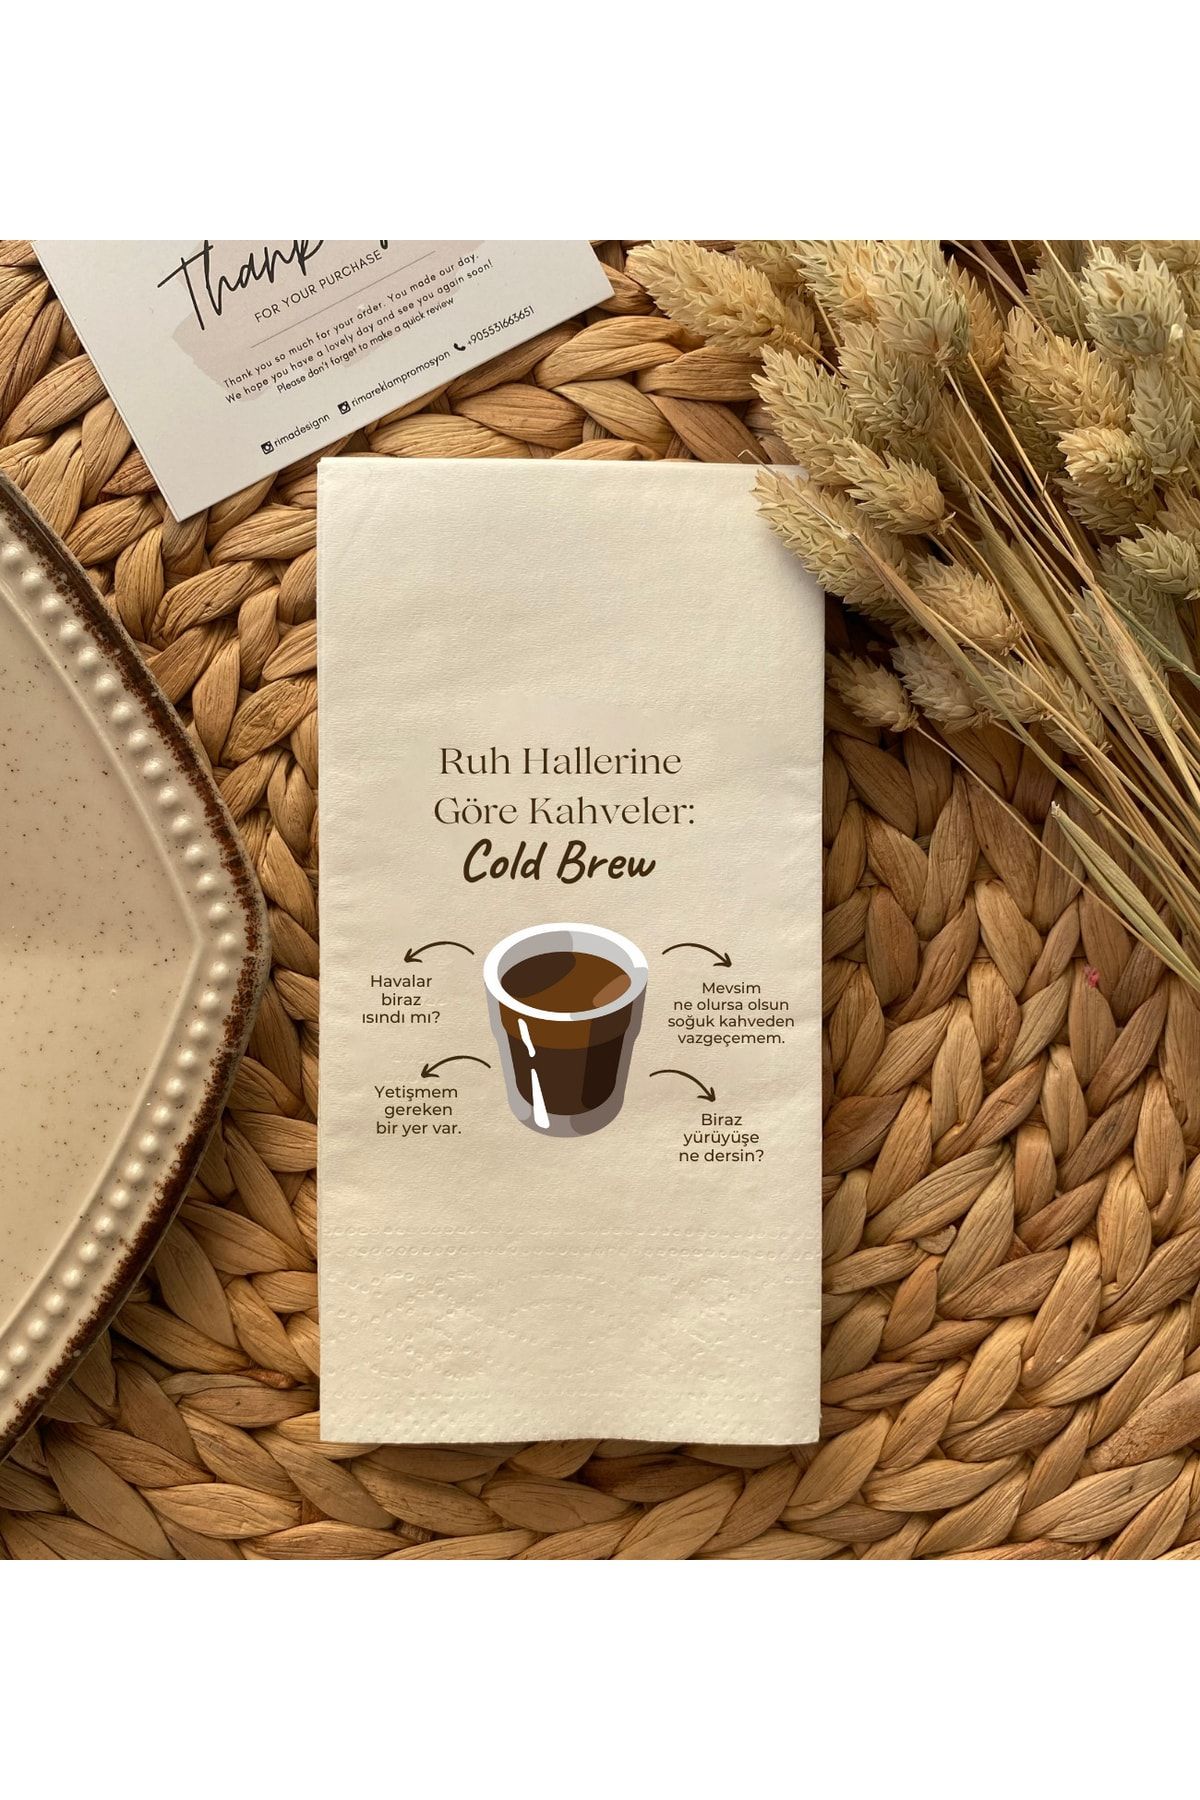 Thank
FOR YOUR PURCHASE
Thank you so much for your order. You made our day.
We hope you have a lovely day and see you again soon!
Please don't forget to make a quick review
rimadesignn rimareklampromosyon +905531663651
Ruh Hallerine
Göre Kahveler:
Cold Brew
Havalar
biraz
ısındı mı?
Mevsim
ne olursa olsun
soğuk kahveden
vazgeçemem.
Yetişmem
gereken
bir yer var.
Biraz
yürüyüşe
ne dersin?